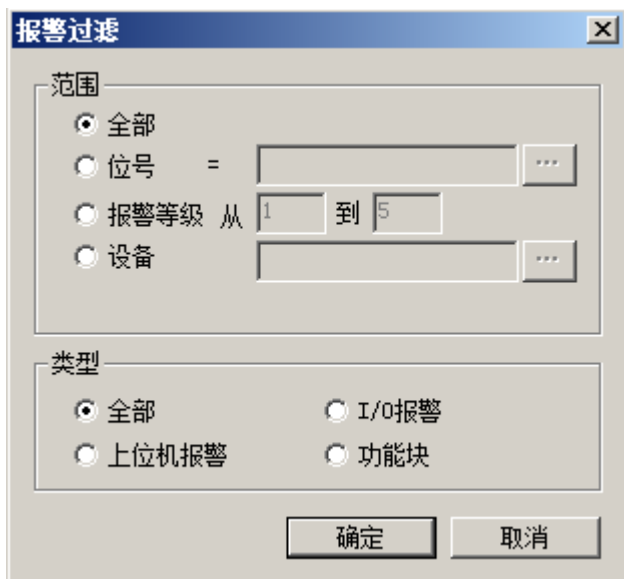 报警过滤
范围
全部
位号 = ...
报警等级 从 1 到 5
设备 ...
类型
全部 I/O报警
上位机报警 功能块
确定 取消